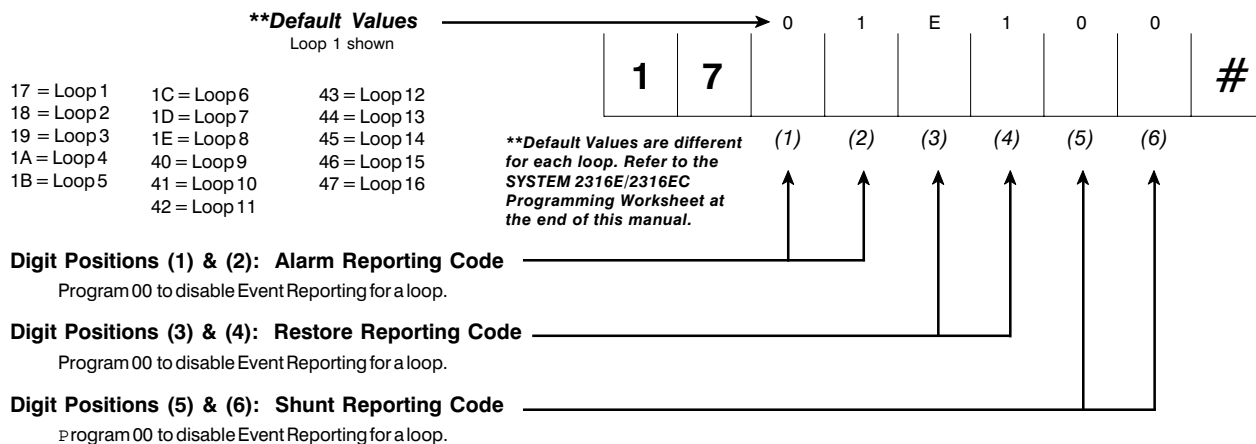 **Default Values 0 1 E 1 0 0
Loop 1 shown
1 7 #
17 = Loop 1 1C = Loop 6 43 = Loop 12
18 = Loop 2 1D = Loop 7 44 = Loop 13
19 = Loop 3 1E = Loop 8 45 = Loop 14
1A = Loop 4 40 = Loop 9 46 = Loop 15
1B = Loop 5 41 = Loop 10 47 = Loop 16
42 = Loop 11
**Default Values are different
for each loop. Refer to the
SYSTEM 2316E/2316EC
Programming Worksheet at
the end of this manual.
(1) (2) (3) (4) (5) (6)
Digit Positions (1) & (2): Alarm Reporting Code
Program 00 to disable Event Reporting for a loop.
Digit Positions (3) & (4): Restore Reporting Code
Program 00 to disable Event Reporting for a loop.
Digit Positions (5) & (6): Shunt Reporting Code
Program 00 to disable Event Reporting for a loop.